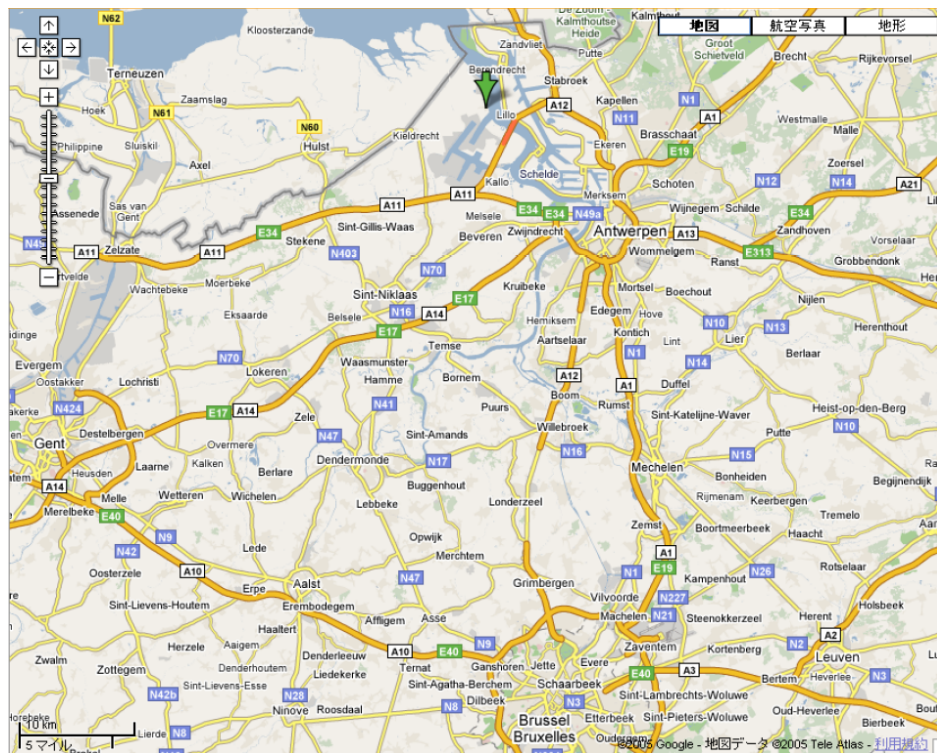 N62
Kloosterzande
De Zoom -
Kalmthoutse
Heide
Kalmthout
地図
航空写真
地形
Zandvliet
Groot
Schietveld
Brecht
Rijkevorsel
Terneuzen
Berendrecht
Stabroek
Hoek
Zaamslag
N61
N60
Lillo
A12
Kapellen
N1
N11
A1
Westmalle
Malle
Philippine
Sluiskil
Axel
Hulst
Kieldrecht
Brasschaat
Ekeren
E19
Zoersel
Sas van
Gent
Assenede
Kallo
Schelde
Merksem
Schoten
N12
N14
A21
A11
A11
E34
E34
N49a
Wijnegem
Schilde
E34
Zelzate
A11
A11
E34
Stekene
Sint-Gillis-Waas
Melsele
Beveren
Zwijndrecht
Antwerpen
A13
Zandhoven
Vorselaar
N403
Wommelgem
Ranst
E313
Grobbendonk
Wachtebeke
Moerbeke
N70
Kruibeke
Mortsel
Boechout
Nijlen
Sint-Niklaas
E17
Eksaarde
Belsele
N16
A14
Hemiksem
Edegem
Hove
N10
N13
Herenthout
E17
Temse
Aartselaar
Kontich
Lint
Lier
Evergem
N70
Waasmunster
N1
N14
Berlaar
Oostakker
Lochristi
Lokeren
Hamme
Bornem
A12
A1
Duffel
N424
E17
A14
Zele
N41
Puurs
Boom
Rumst
Sint-Katelijne-Waver
Heist-op-den-Berg
Gent
Destelbergen
Overmere
N47
Sint-Amands
Willebroek
Putte
N10
Heusden
Laarne
Kalken
Berlare
Dendermonde
N17
N16
Mechelen
N15
Bonheiden
Begijnendijk
A14
Melle
Wetteren
Wichelen
Buggenhout
Merelbeke
E40
Lebbeke
Londerzeel
Rijmenam
Keerbergen
Tremelo
N9
Opwijk
Zemst
Boortmeerbeek
Haacht
N42
Lede
Merchtem
A1
Rotselaar
Oosterzele
A10
E19
Kampenhout
N26
Erpe
Aalst
N47
Grimbergen
N1
Vilvoorde
N227
Holsbeek
Sint-Lievens-Houtem
Erembodegem
Affligem
Asse
Machelen
N21
Steenokkerzeel
Herent
Haaltert
N9
N2
A2
Herzele
Aaigem
Denderleeuw
A10
E40
Jette
Evere
Zaventem
Kortenberg
Leuven
Zwalm
Denderhoutem
Ternat
Ganshoren
A3
Zottegem
Liedekerke
Schaarbeek
E40
Bertem
Heverlee
N42b
Sint-Lievens-Esse
Sint-Agatha-Berchem
Sint-Lambrechts-Woluwe
N3
N28
Roosdaal
N8
Dilbeek
N3
Ninove
N8
Brussel
Etterbeek
Sint-Pieters-Woluwe
Oud-Heverlee
Bierbeek
10 km
Bruxelles
Oudergem
5 マイル
©2005 Google - 地図データ ©2005 Tele Atlas - 利用規約